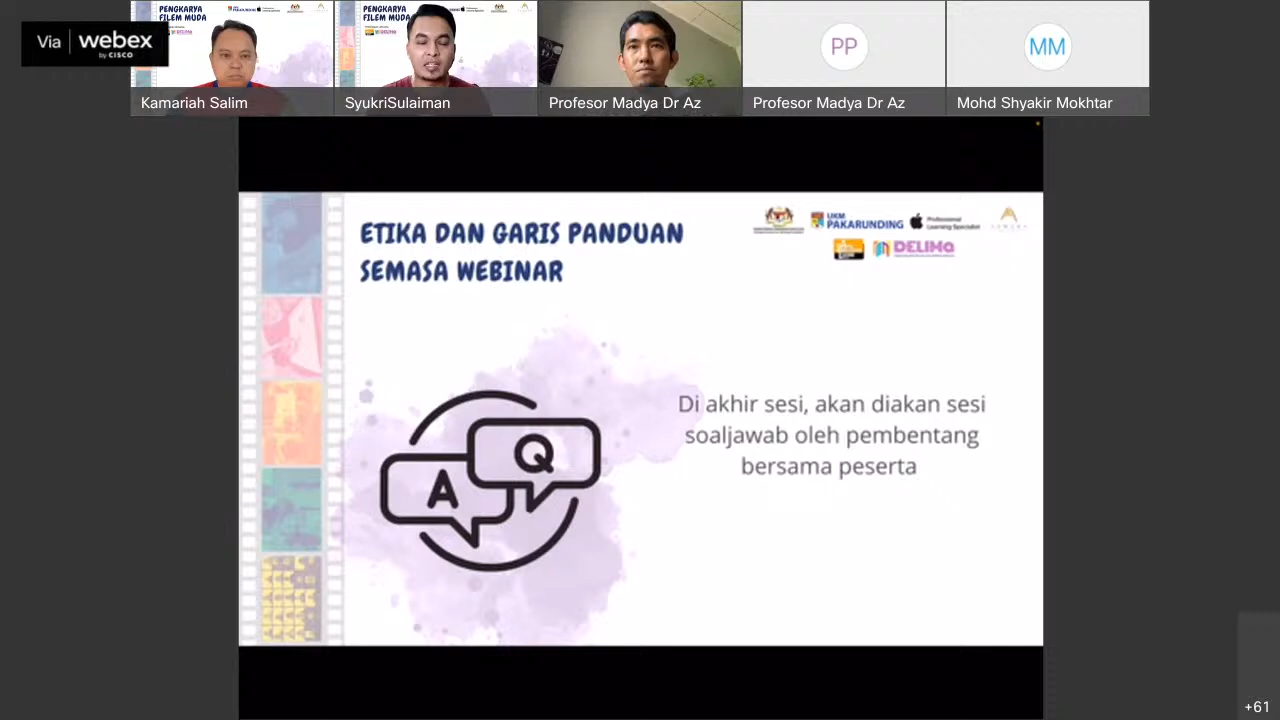 Via webex
by CISCO
PENGKARYA
FILEM MUDA
PENGKARYA
FILEM MUDA
Kamariah Salim
SyukriSulaiman
Profesor Madya Dr Az
PP
Profesor Madya Dr Az
MM
Mohd Shyakir Mokhtar
ETIKA DAN GARIS PANDUAN
SEMASA WEBINAR
UKM
PAKARUNDING
Professional
Learning Specialist
DELIMa
Di akhir sesi, akan diakan sesi
soaljawab oleh pembentang
bersama peserta
Q
A
+61